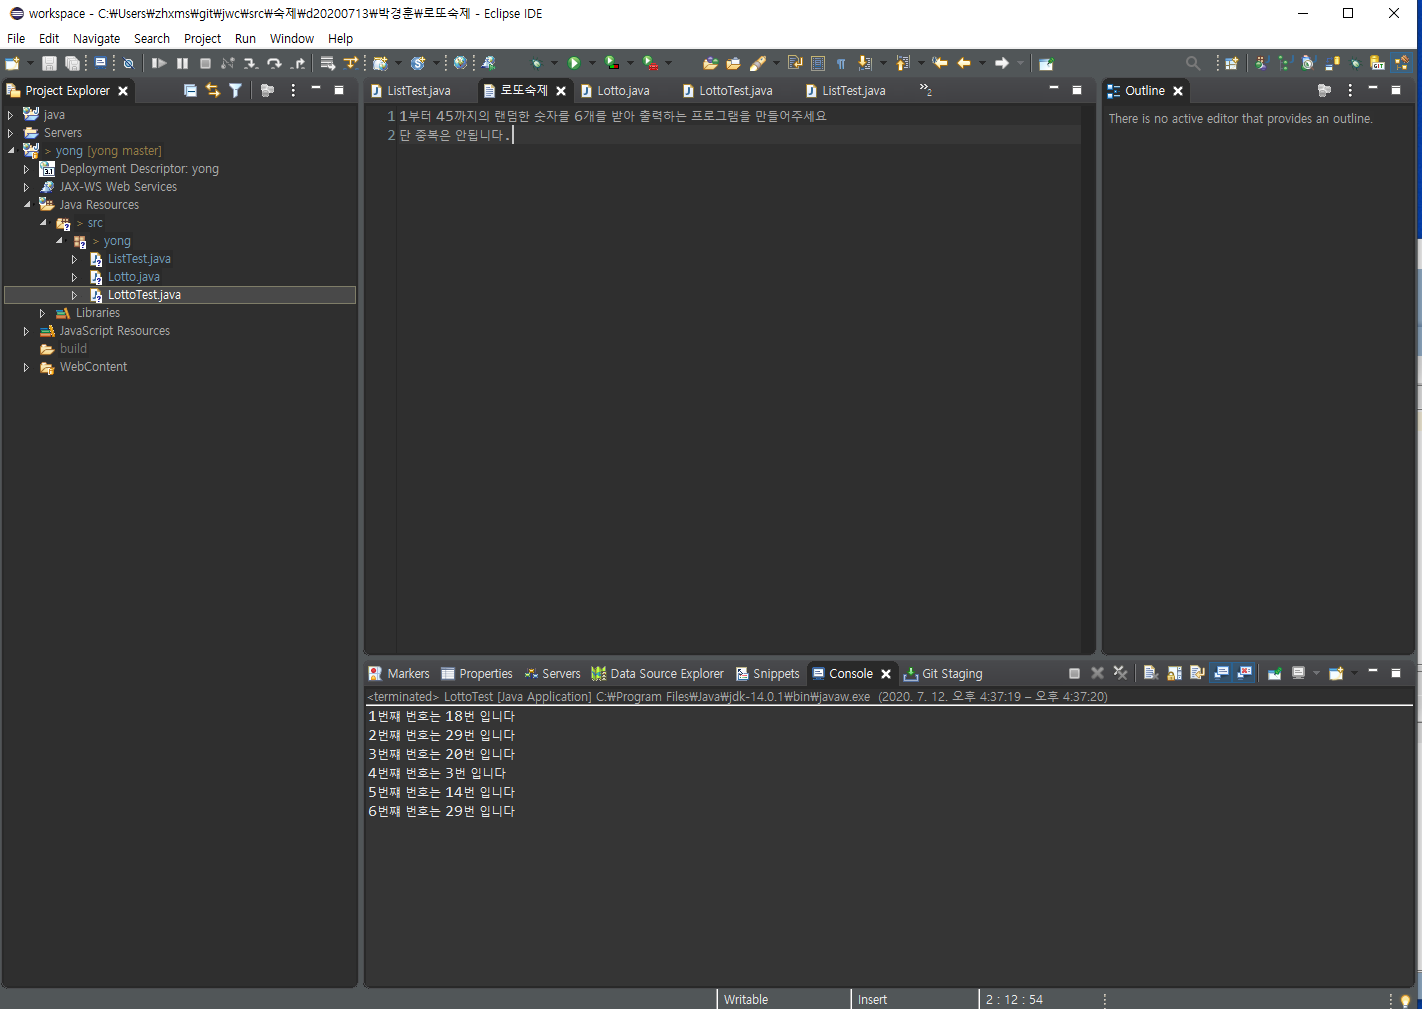 workspace - C:₩Users₩zhxms₩git₩jwc₩src₩숙제₩d20200713₩박경훈₩로또숙제 - Eclipse IDE
File Edit Navigate Search Project Run Window Help
Project Explorer
java
Servers
> yong [yong master]
Deployment Descriptor: yong
JAX-WS Web Services
Java Resources
> src
> yong
ListTest.java
Lotto.java
LottoTest.java
Libraries
JavaScript Resources
build
WebContent
ListTest.java 로또숙제 Lotto.java LottoTest.java ListTest.java »2
1 1부터 45까지의 랜덤한 숫자를 6개를 받아 출력하는 프로그램을 만들어주세요
2 단 중복은 안됩니다.
Outline
There is no active editor that provides an outline.
Markers Properties Servers Data Source Explorer Snippets Console Git Staging
<terminated> LottoTest [Java Application] C:₩Program Files₩Java₩jdk-14.0.1₩bin₩javaw.exe (2020. 7. 12. 오후 4:37:19 – 오후 4:37:20)
1번째 번호는 18번 입니다
2번째 번호는 29번 입니다
3번째 번호는 20번 입니다
4번째 번호는 3번 입니다
5번째 번호는 14번 입니다
6번째 번호는 29번 입니다
Writable Insert 2 : 12 : 54